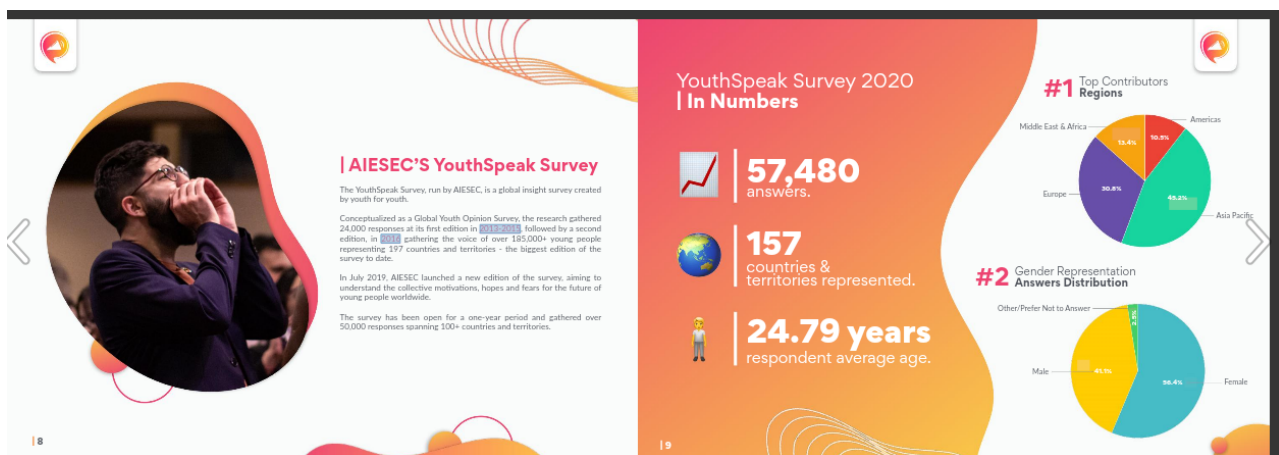 | AIESEC'S YouthSpeak Survey
The YouthSpeak Survey, run by AIESEC, is a global insight survey created
by youth for youth.
Conceptualized as a Global Youth Opinion Survey, the research gathered
24,000 responses at its first edition in 2013-2015, followed by a second
edition, in 2016 gathering the voice of over 185,000+ young people
representing 197 countries and territories - the biggest edition of the
survey to date.
In July 2019, AIESEC launched a new edition of the survey, aiming to
understand the collective motivations, hopes and fears for the future of
young people worldwide.
The survey has been open for a one-year period and gathered over
50,000 responses spanning 100+ countries and territories.
| 8
YouthSpeak Survey 2020
| In Numbers
57,480
answers.
157
countries &
territories represented.
24.79 years
respondent average age.
| 9
#1 Top Contributors
Regions
Middle East & Africa
Americas
13.4%
10.5%
Europe
30.8%
45.2%
Asia Pacific
#2 Gender Representation
Answers Distribution
Other/Prefer Not to Answer
2.5%
Male
41.1%
56.4%
Female